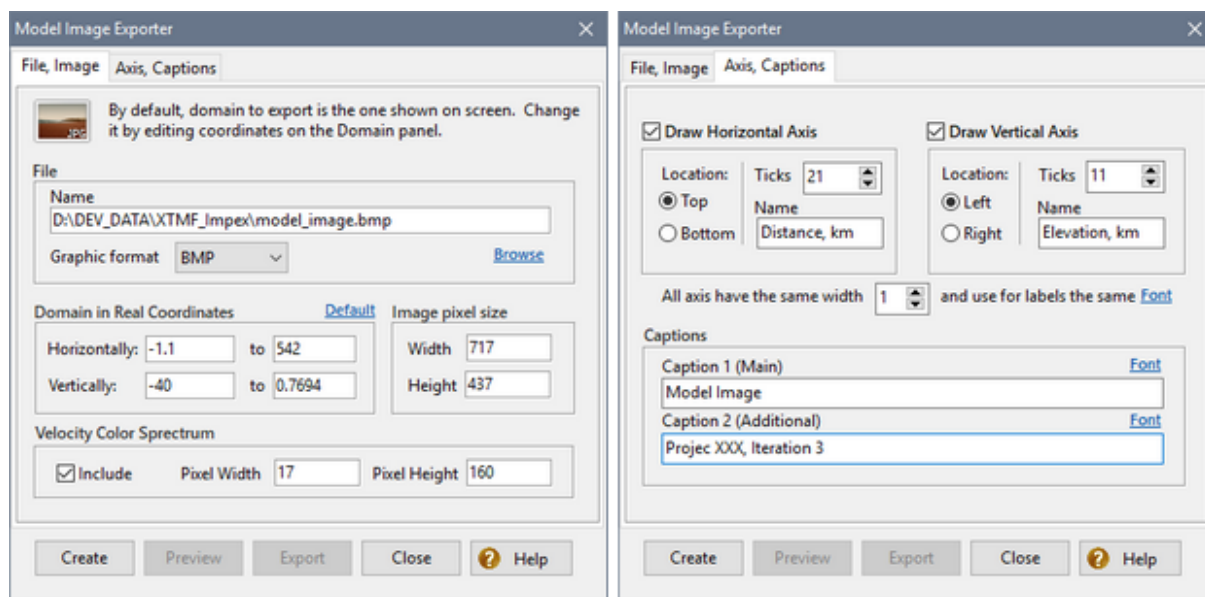 Model Image Exporter
File, Image Axis, Captions
JPG
By default, domain to export is the one shown on screen. Change
it by editing coordinates on the Domain panel.
File
Name
D:\DEV_DATA\XTMF_Impex\model_image.bmp
Graphic format BMP Browse
Domain in Real Coordinates Default Image pixel size
Horizontally: -1.1 to 542 Width 717
Vertically: -40 to 0.7694 Height 437
Velocity Color Sprectrum
Include Pixel Width 17 Pixel Height 160
Create Preview Export Close ? Help
Model Image Exporter
File, Image Axis, Captions
Draw Horizontal Axis Draw Vertical Axis
Location: Ticks 21 Location: Ticks 11
Top Name Left Name
Bottom Distance, km Right Elevation, km
All axis have the same width 1 and use for labels the same Font
Captions
Caption 1 (Main) Font
Model Image
Caption 2 (Additional) Font
Projec XXX, Iteration 3
Create Preview Export Close ? Help